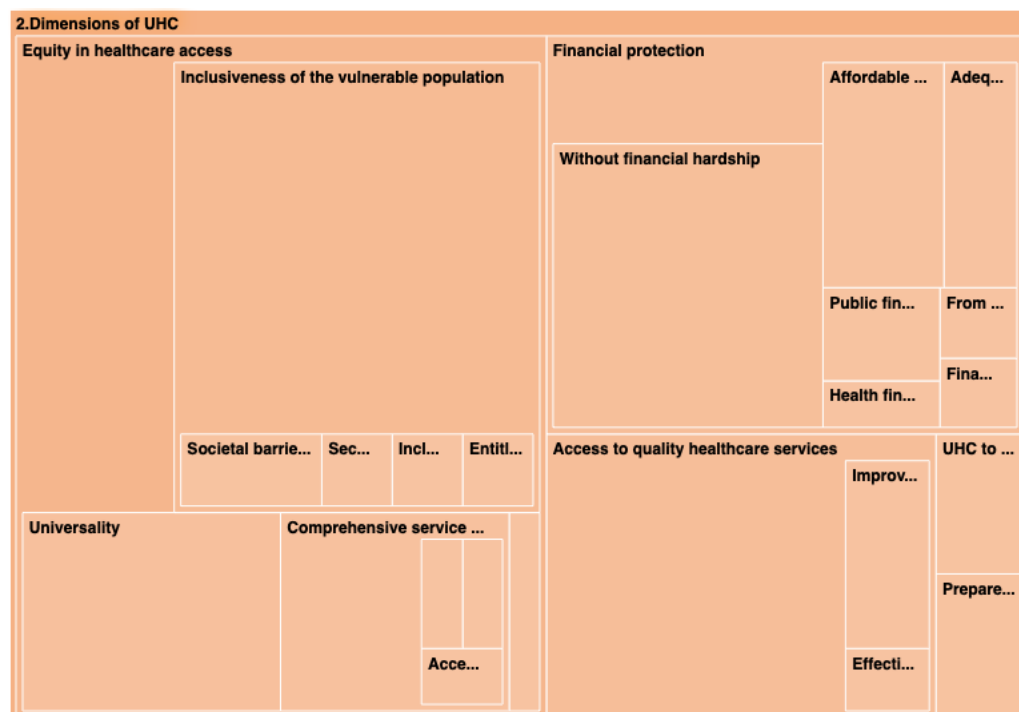 2.Dimensions of UHC
Equity in healthcare access
Inclusiveness of the vulnerable population
Societal barrie...
Sec...
Incl...
Entitl...
Universality
Comprehensive service ...
Acce...
Financial protection
Without financial hardship
Affordable ...
Adeq...
Public fin...
From ...
Health fin...
Fina...
Access to quality healthcare services
Improv...
Effecti...
UHC to ...
Prepare...